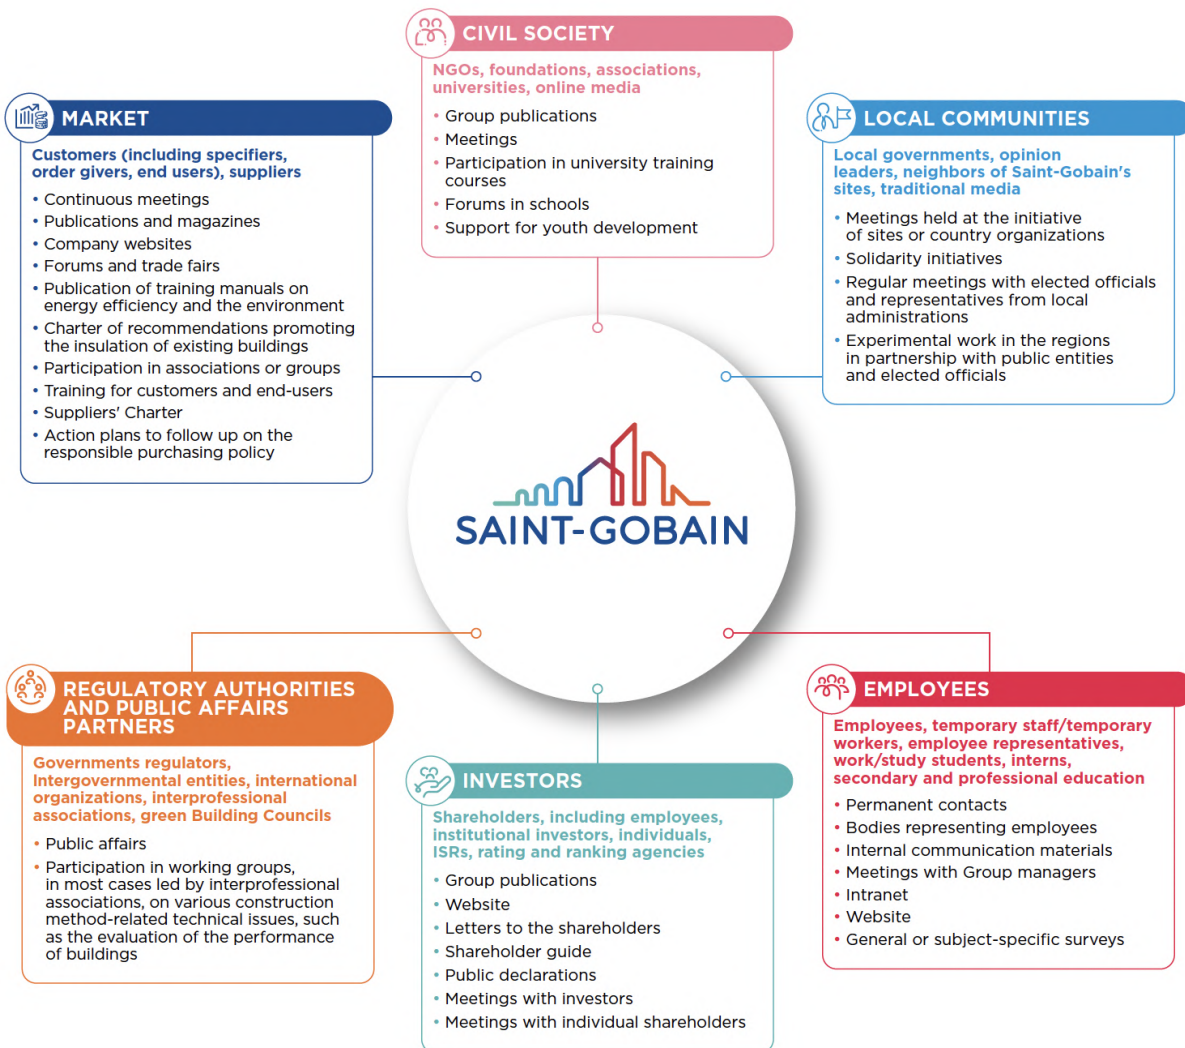 CIVIL SOCIETY
NGOs, foundations, associations,
universities, online media
• Group publications
• Meetings
• Participation in university training
courses
• Forums in schools
• Support for youth development
MARKET
Customers (including specifiers,
order givers, end users), suppliers
• Continuous meetings
• Publications and magazines
• Company websites
• Forums and trade fairs
• Publication of training manuals on
energy efficiency and the environment
• Charter of recommendations promoting
the insulation of existing buildings
• Participation in associations or groups
• Training for customers and end-users
• Suppliers' Charter
• Action plans to follow up on the
responsible purchasing policy
LOCAL COMMUNITIES
Local governments, opinion
leaders, neighbors of Saint-Gobain's
sites, traditional media
• Meetings held at the initiative
of sites or country organizations
• Solidarity initiatives
• Regular meetings with elected officials
and representatives from local
administrations
• Experimental work in the regions
in partnership with public entities
and elected officials
SAINT-GOBAIN
REGULATORY AUTHORITIES
AND PUBLIC AFFAIRS
PARTNERS
Governments regulators,
Intergovernmental entities, international
organizations, interprofessional
associations, green Building Councils
• Public affairs
• Participation in working groups,
in most cases led by interprofessional
associations, on various construction
method-related technical issues, such
as the evaluation of the performance
of buildings
INVESTORS
Shareholders, including employees,
institutional investors, individuals,
ISRs, rating and ranking agencies
• Group publications
• Website
• Letters to the shareholders
• Shareholder guide
• Public declarations
• Meetings with investors
• Meetings with individual shareholders
EMPLOYEES
Employees, temporary staff/temporary
workers, employee representatives,
work/study students, interns,
secondary and professional education
• Permanent contacts
• Bodies representing employees
• Internal communication materials
• Meetings with Group managers
• Intranet
• Website
• General or subject-specific surveys